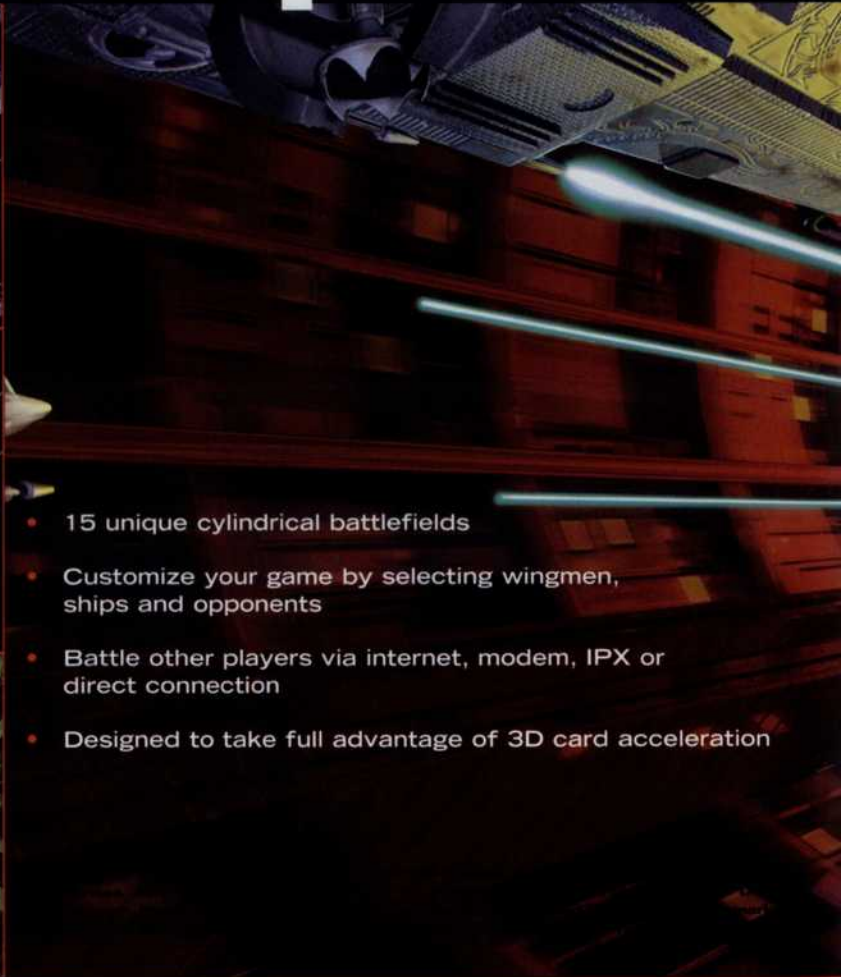 • 15 unique cylindrical battlefields
• Customize your game by selecting wingmen,
ships and opponents
• Battle other players via internet, modem, IPX or
direct connection
• Designed to take full advantage of 3D card acceleration